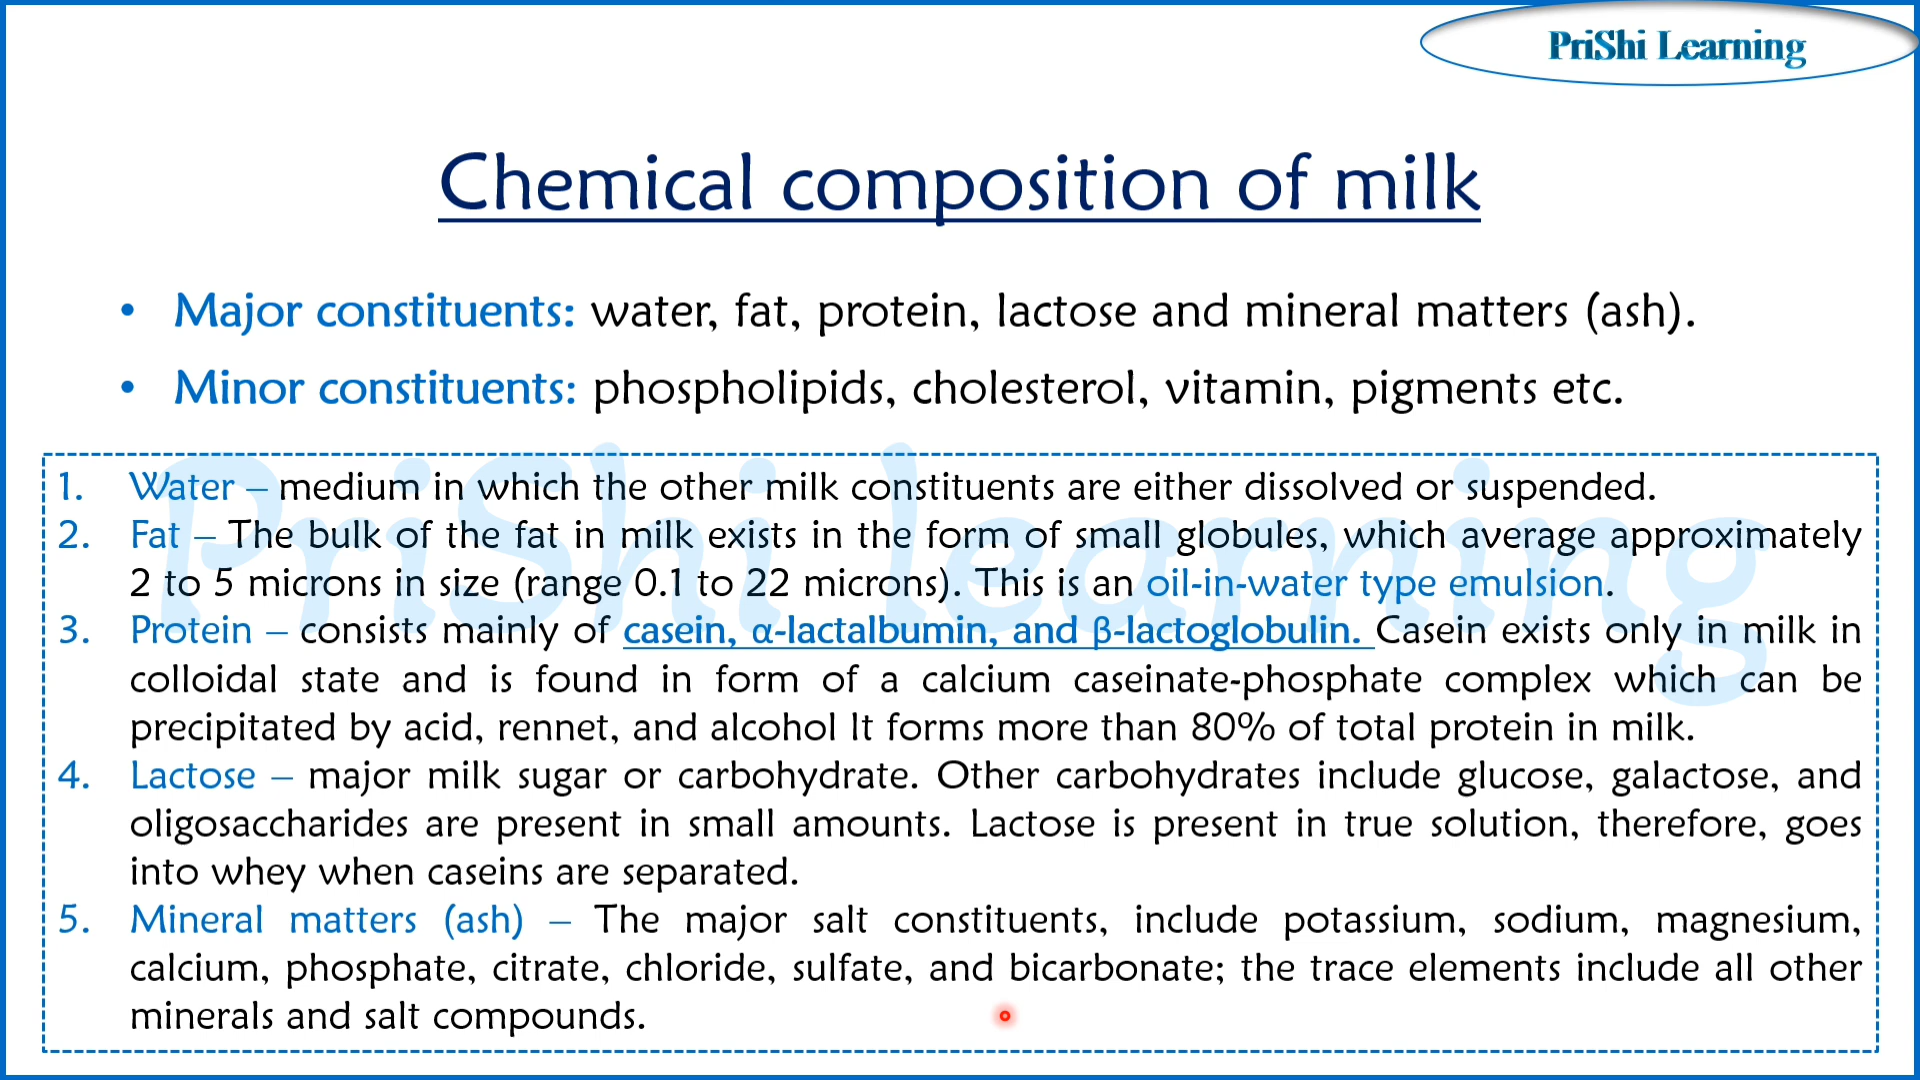 PriShi Learning
Chemical composition of milk
• Major constituents: water, fat, protein, lactose and mineral matters (ash).
• Minor constituents: phospholipids, cholesterol, vitamin, pigments etc.
PriShi learning
1. Water – medium in which the other milk constituents are either dissolved or suspended.
2. Fat – The bulk of the fat in milk exists in the form of small globules, which average approximately
2 to 5 microns in size (range 0.1 to 22 microns). This is an oil-in-water type emulsion.
3. Protein – consists mainly of casein, α-lactalbumin, and β-lactoglobulin. Casein exists only in milk in
colloidal state and is found in form of a calcium caseinate-phosphate complex which can be
precipitated by acid, rennet, and alcohol It forms more than 80% of total protein in milk.
4. Lactose – major milk sugar or carbohydrate. Other carbohydrates include glucose, galactose, and
oligosaccharides are present in small amounts. Lactose is present in true solution, therefore, goes
into whey when caseins are separated.
5. Mineral matters (ash) – The major salt constituents, include potassium, sodium, magnesium,
calcium, phosphate, citrate, chloride, sulfate, and bicarbonate; the trace elements include all other
minerals and salt compounds.